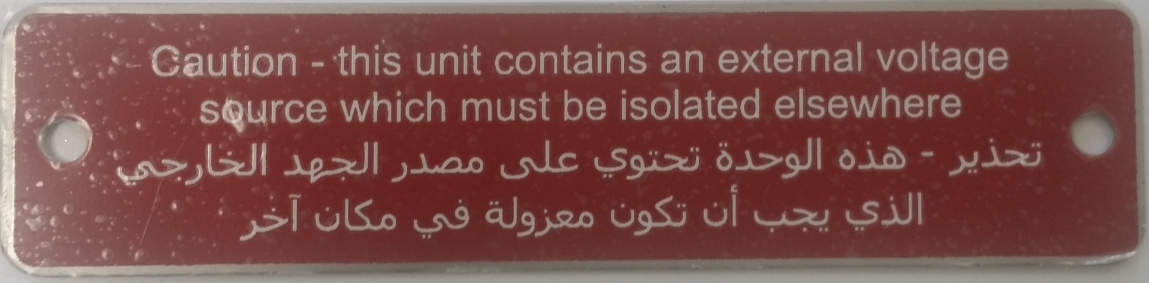 Caution - this unit contains an external voltage
source which must be isolated elsewhere
تحذير - هذه الوحدة تحتوي على مصدر الجهد الخارجي
الذي يجب أن تكون معزولة في مكان آخر